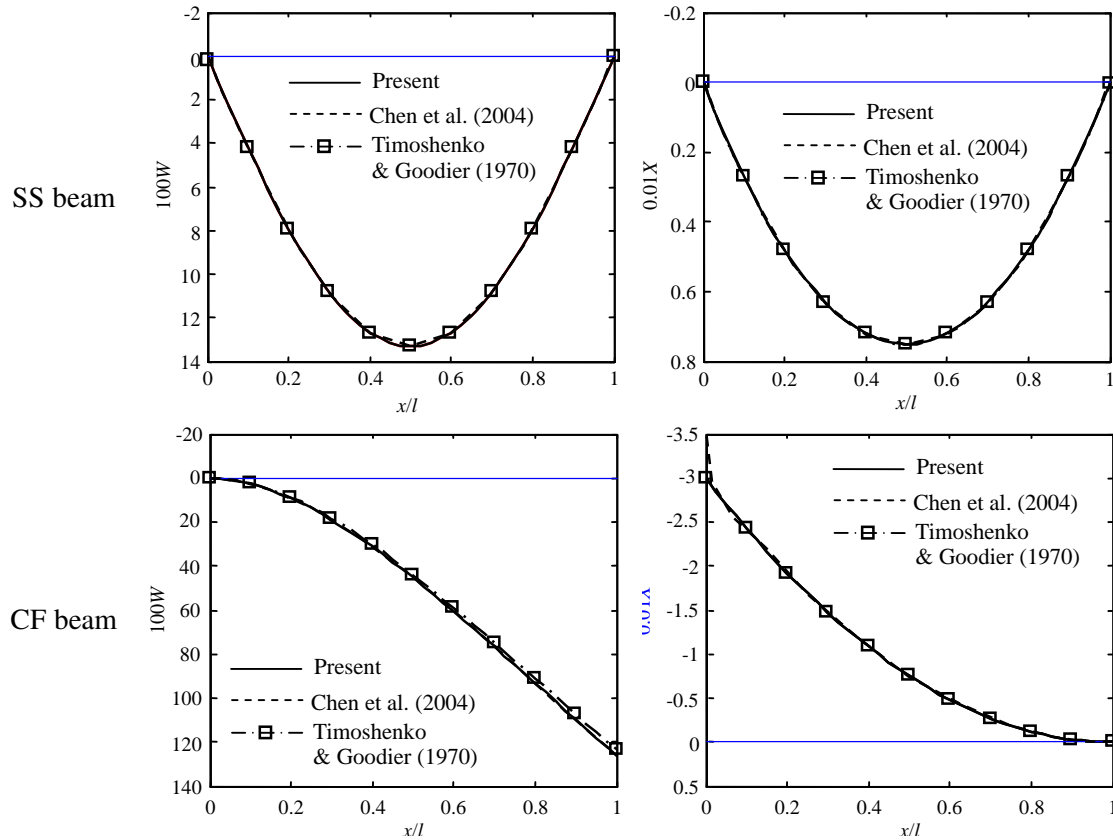 SS beam
-2
0
2
4
6
8
10
12
14
100W
0
0.2
0.4
0.6
0.8
1
x/l
Present
Chen et al. (2004)
Timoshenko
& Goodier (1970)
-0.2
0
0.2
0.4
0.6
0.8
0.01X
0
0.2
0.4
0.6
0.8
1
x/l
Present
Chen et al. (2004)
Timoshenko
& Goodier (1970)
CF beam
-20
0
20
40
60
80
100
120
140
100W
0
0.2
0.4
0.6
0.8
1
x/l
Present
Chen et al. (2004)
Timoshenko
& Goodier (1970)
-3.5
-3
-2.5
-2
-1.5
-1
-0.5
0
0.5
0.01X
0
0.2
0.4
0.6
0.8
1
x/l
Present
Chen et al. (2004)
Timoshenko
& Goodier (1970)